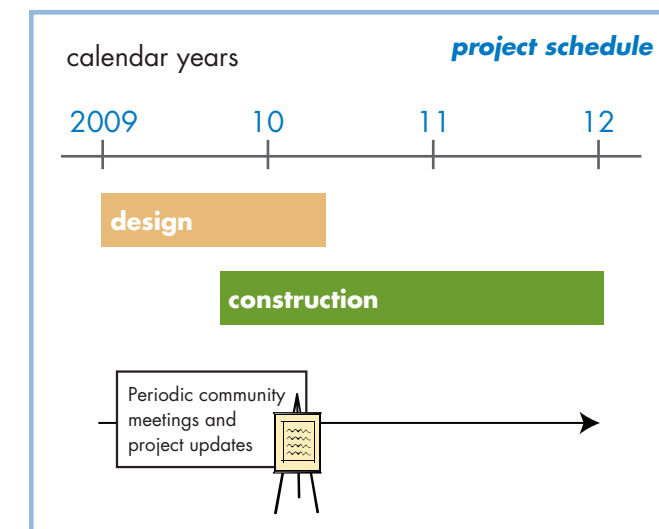 project schedule
calendar years
2009 10 11 12
design
construction
Periodic community
meetings and
project updates